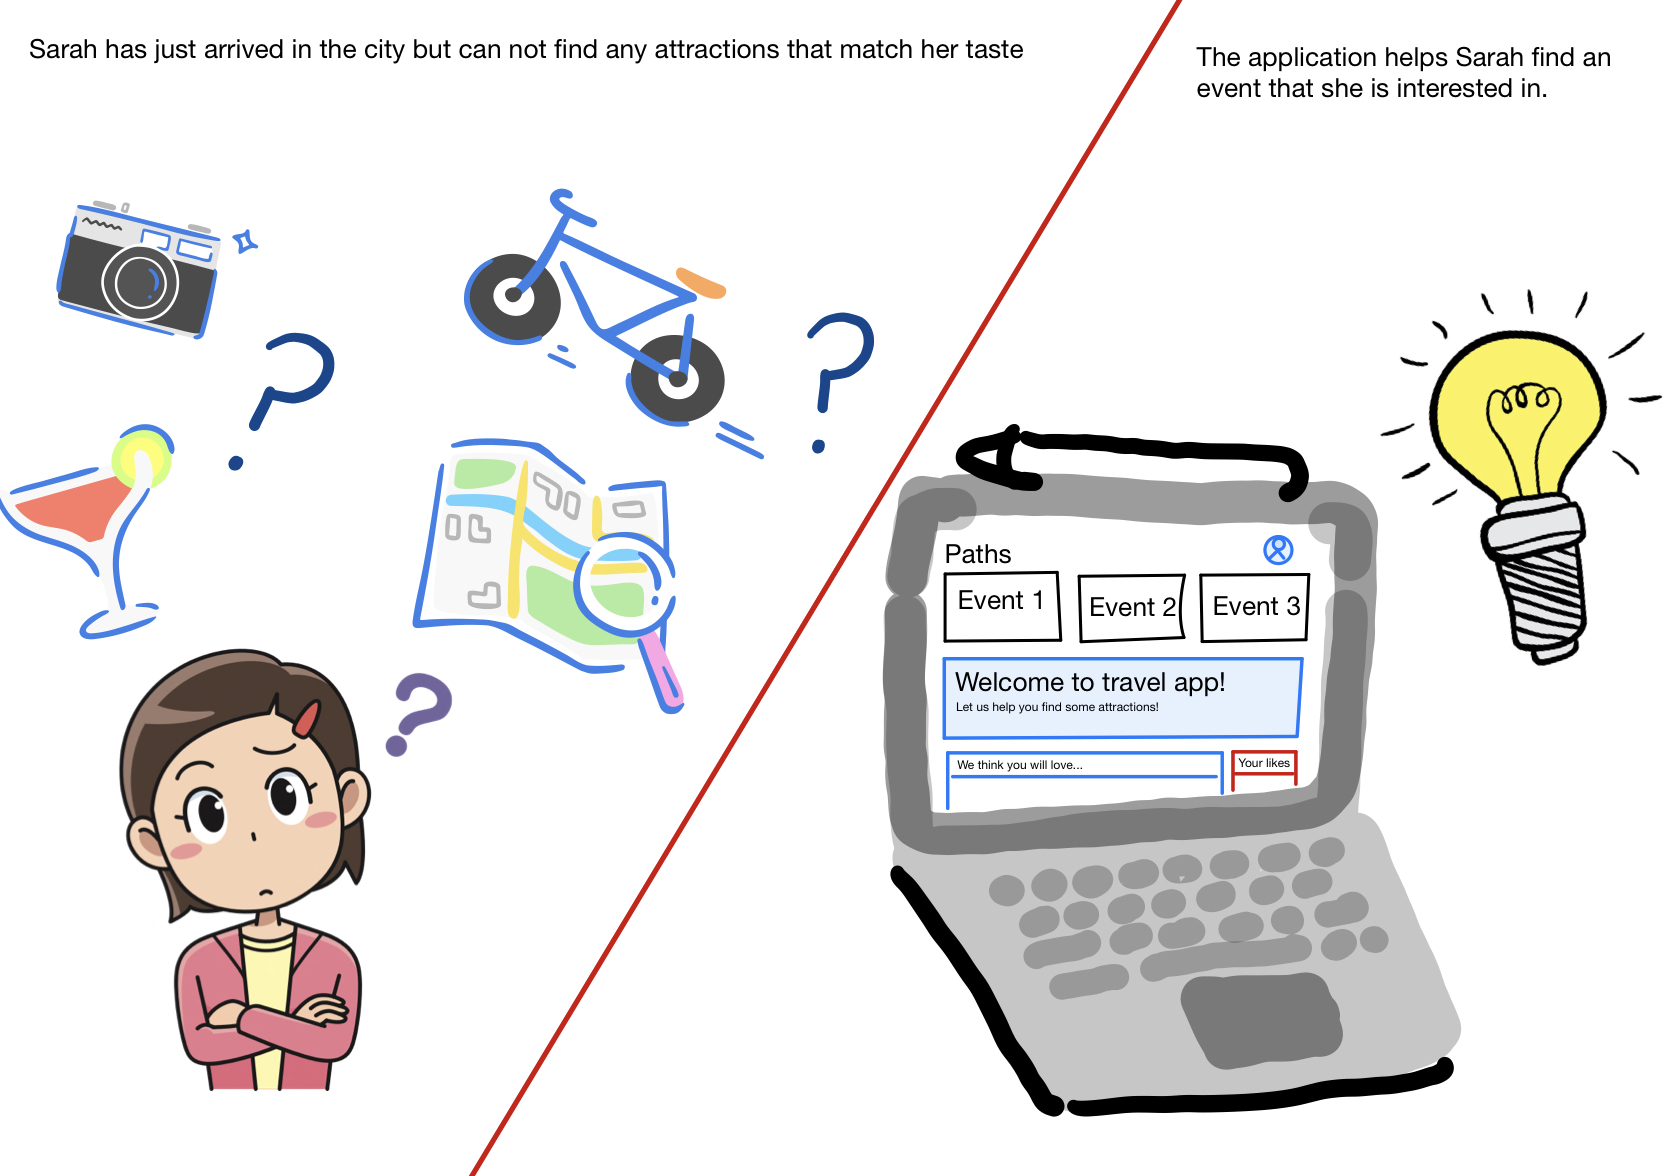 Sarah has just arrived in the city but can not find any attractions that match her taste
The application helps Sarah find an
event that she is interested in.
Paths
Event 1
Event 2
Event 3
Welcome to travel app!
Let us help you find some attractions!
We think you will love...
Your likes